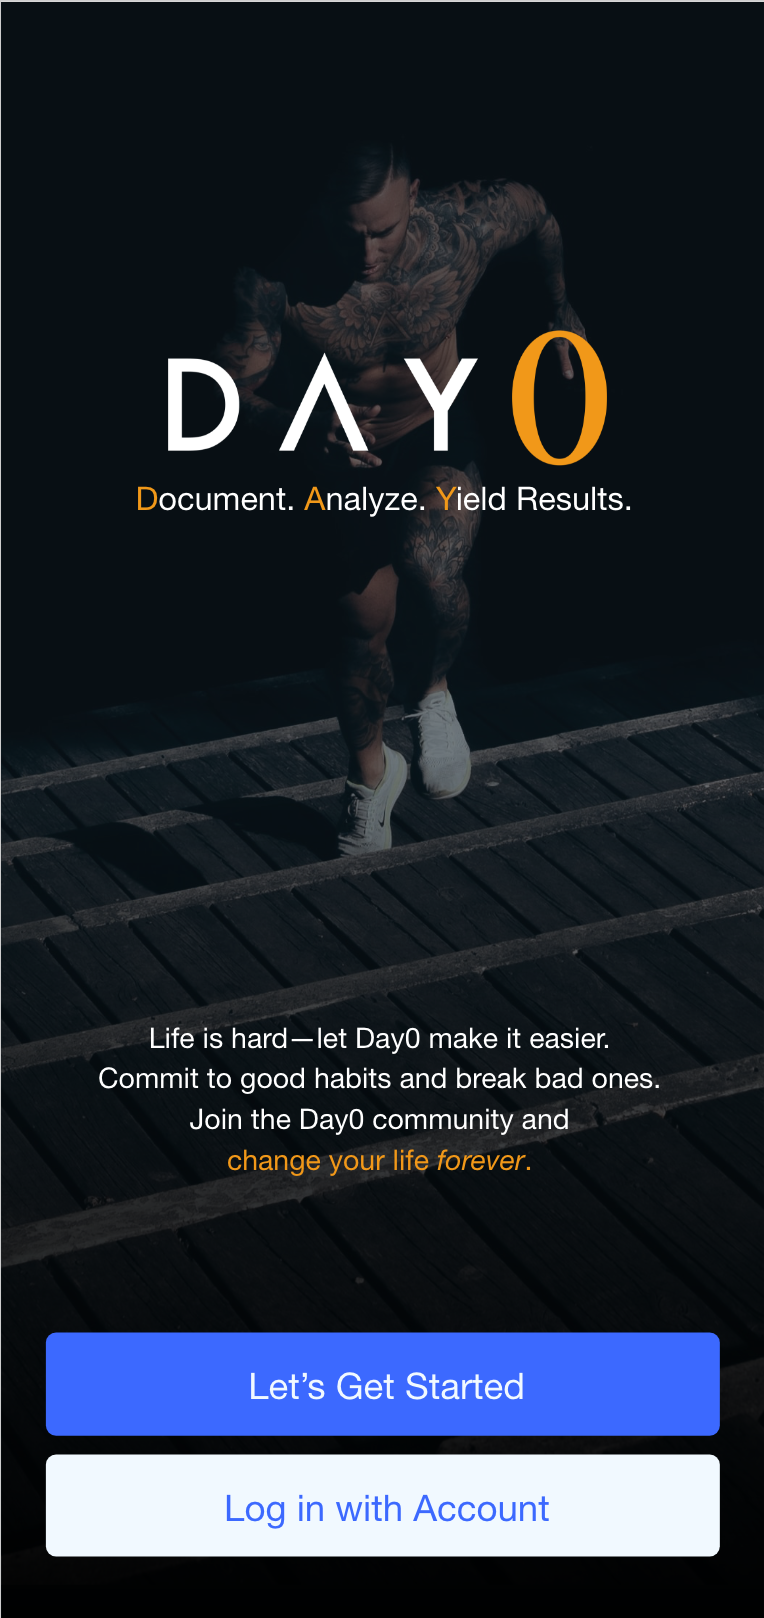 DAY0
Document. Analyze. Yield Results.
Life is hard—let Day0 make it easier.
Commit to good habits and break bad ones.
Join the Day0 community and
change your life forever.
Let’s Get Started
Log in with Account